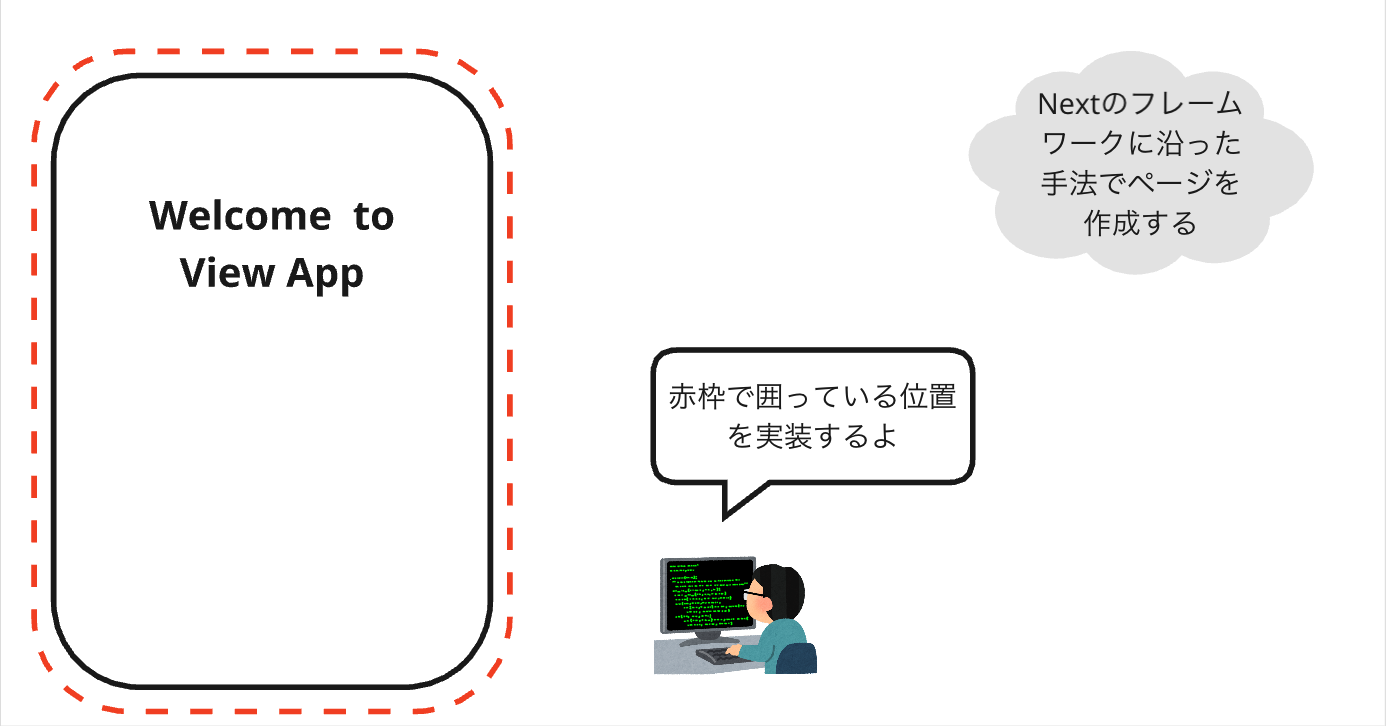 Welcome to
View App
Nextのフレーム
ワークに沿った
手法でページを
作成する
赤枠で囲っている位置
を実装するよ